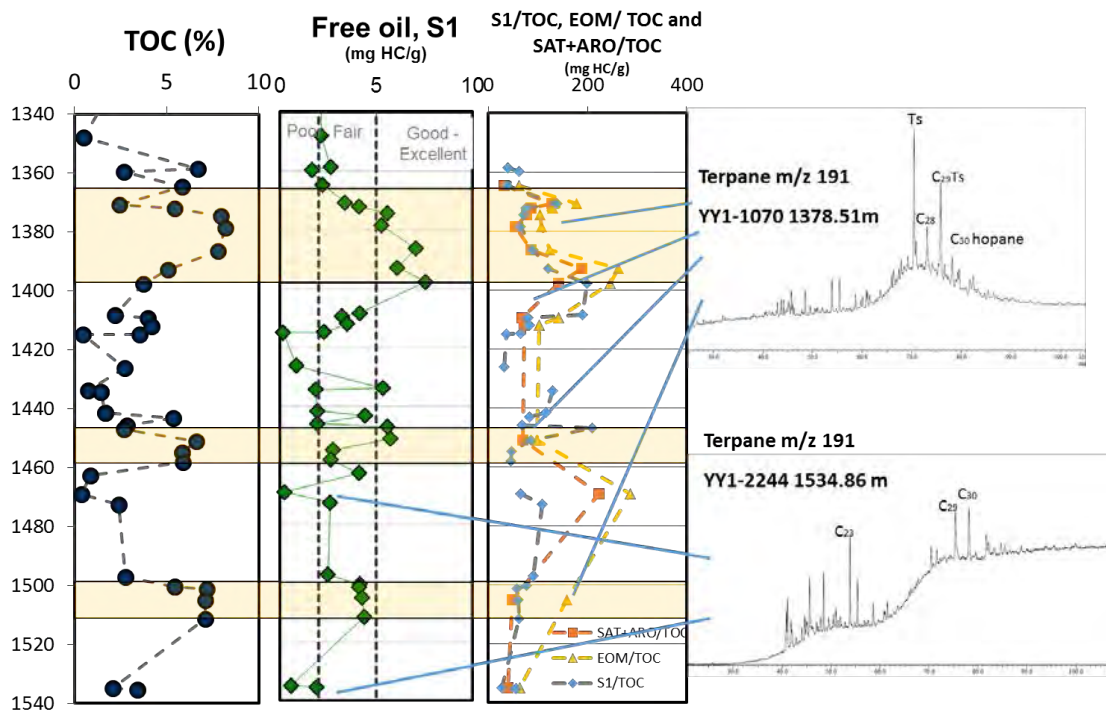 TOC (%)
0 5 10
Free oil, S1
(mg HC/g)
0 5 10
S1/TOC, EOM/ TOC and
SAT+ARO/TOC
(mg HC/g)
0 200 400
1340
1360
1380
1400
1420
1440
1460
1480
1500
1520
1540
Poor Fair Good -
Excellent
SAT+ARO/TOC
EOM/TOC
S1/TOC
Terpane m/z 191
YY1-1070 1378.51m
Ts
C29Ts
C28
C30 hopane
Terpane m/z 191
YY1-2244 1534.86 m
C23
C29
C30